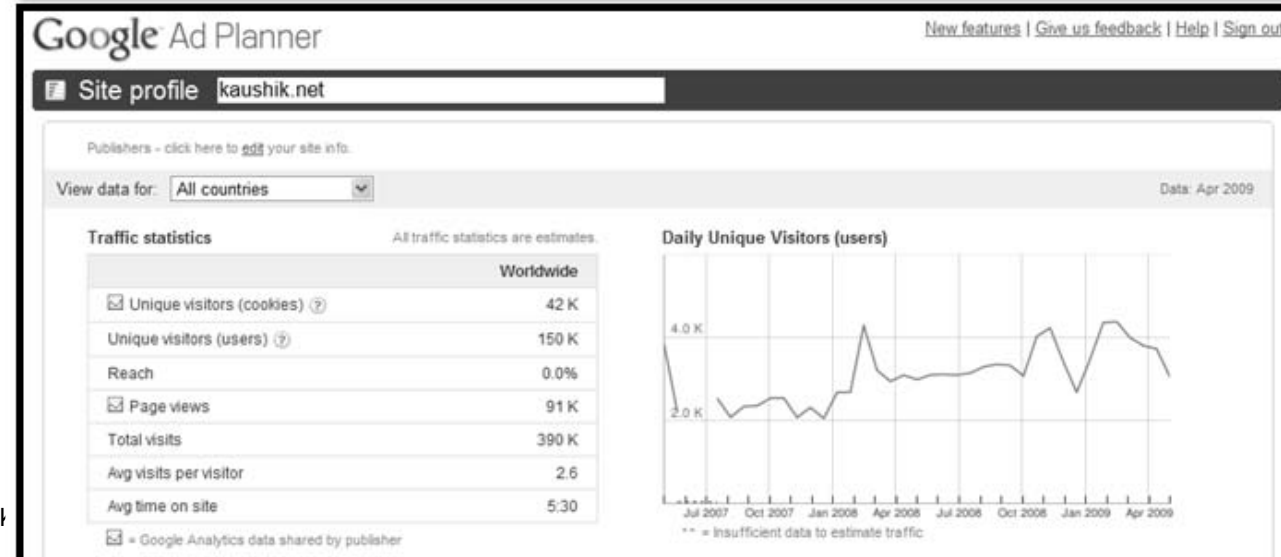 Google Ad Planner
New features | Give us feedback | Help | Sign out
Site profile kaushik.net
Publishers - click here to edit your site info.
View data for: All countries
Data: Apr 2009
Traffic statistics
All traffic statistics are estimates.
Worldwide
Unique visitors (cookies) ? 42 K
Unique visitors (users) ? 150 K
Reach 0.0%
Page views 91 K
Total visits 390 K
Avg visits per visitor 2.6
Avg time on site 5:30
= Google Analytics data shared by publisher
Daily Unique Visitors (users)
4.0 K
2.0 K
Jul 2007 Oct 2007 Jan 2008 Apr 2008 Jul 2008 Oct 2008 Jan 2009 Apr 2009
** = Insufficient data to estimate traffic